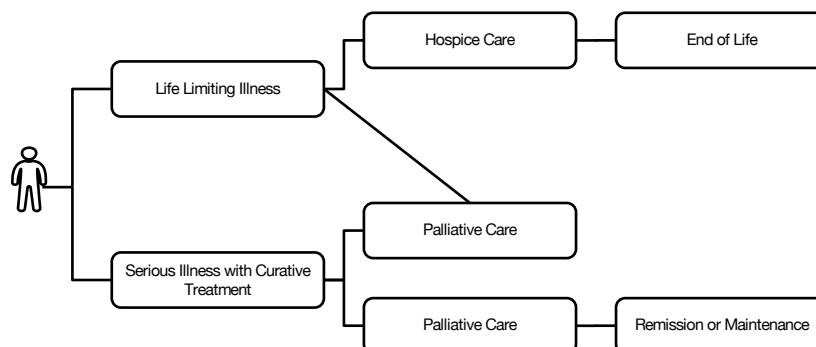 Hospice Care
End of Life
Life Limiting Illness
Palliative Care
Serious Illness with Curative
Treatment
Palliative Care
Remission or Maintenance